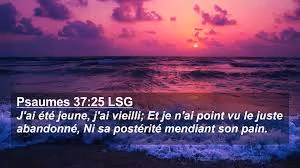 Psaumes 37:25 LSG
J'ai été jeune, j'ai vieilli; Et je n'ai point vu le juste
abandonné, Ni sa postérité mendiant son pain.